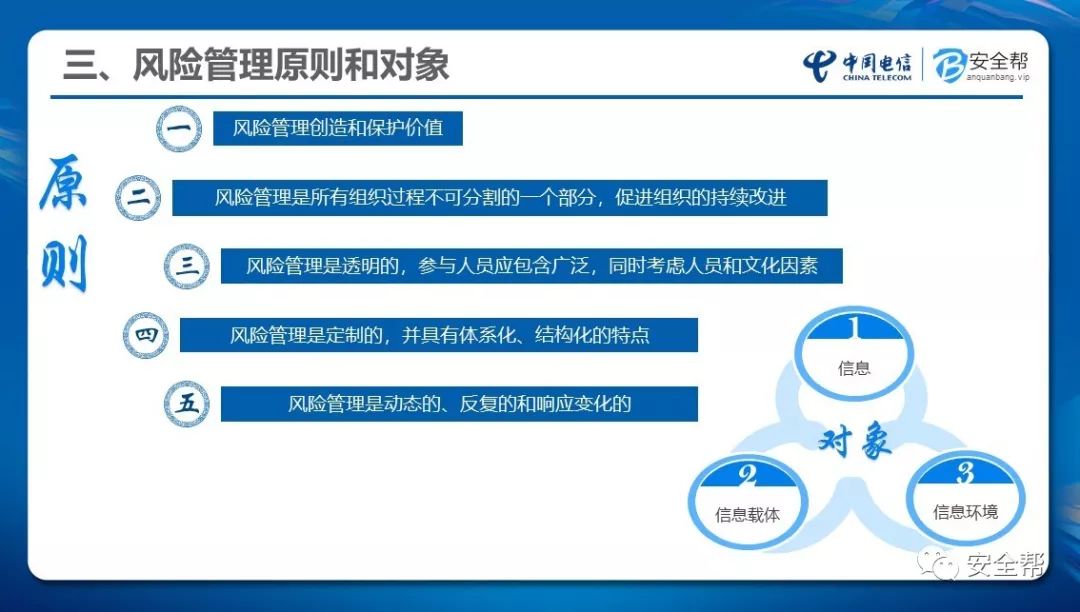 三、风险管理原则和对象
中国电信
CHINA TELECOM
安全帮
anquanbang.vip
原则
一
风险管理创造和保护价值
二
风险管理是所有组织过程不可分割的一个部分，促进组织的持续改进
三
风险管理是透明的，参与人员应包含广泛，同时考虑人员和文化因素
四
风险管理是定制的，并具有体系化、结构化的特点
五
风险管理是动态的、反复的和响应变化的
对象
1
信息
2
信息载体
3
信息环境
安全帮